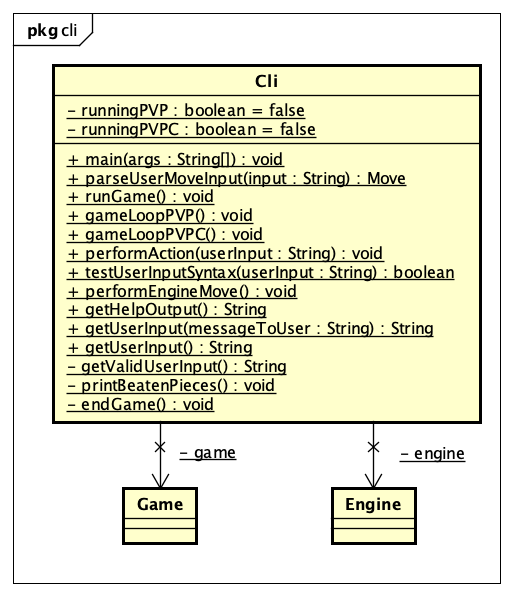 pkg cli
Cli
- runningPVP : boolean = false
- runningPVPC : boolean = false
+ main(args : String[]) : void
+ parseUserMoveInput(input : String) : Move
+ runGame() : void
+ gameLoopPVP() : void
+ gameLoopPVPC() : void
+ performAction(userInput : String) : void
+ testUserInputSyntax(userInput : String) : boolean
+ performEngineMove() : void
+ getHelpOutput() : String
+ getUserInput(messageToUser : String) : String
+ getUserInput() : String
- getValidUserInput() : String
- printBeatenPieces() : void
- endGame() : void
- game
- engine
Game
Engine